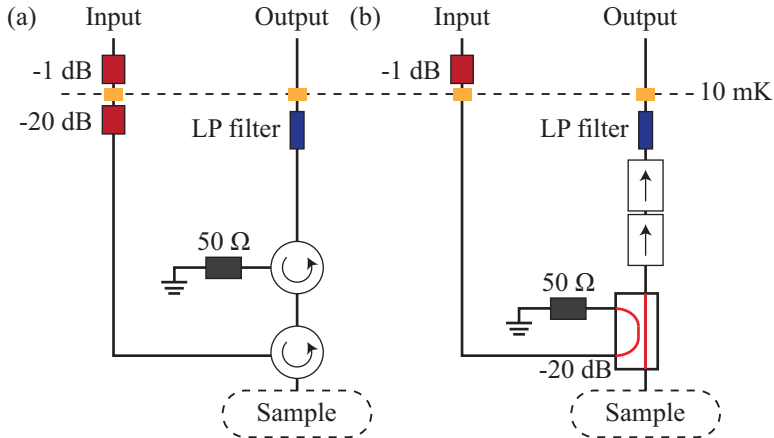 (a)
Input
Output
-1 dB
-20 dB
LP filter
50 Ω
Sample
(b)
Input
Output
-1 dB
10 mK
LP filter
50 Ω
-20 dB
Sample